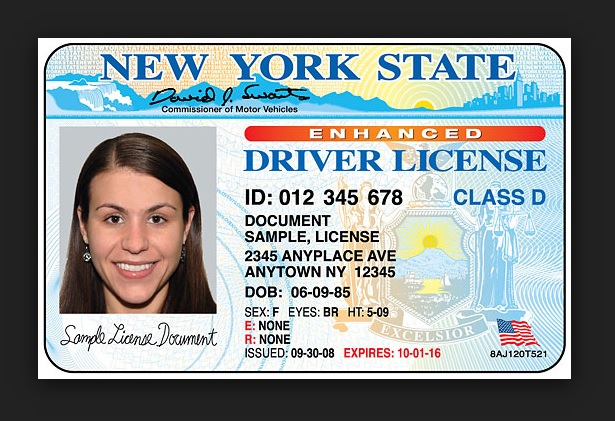 NEW YORK STATE
David J. Swarts
Commissioner of Motor Vehicles
ENHANCED
DRIVER LICENSE
ID: 012 345 678 CLASS D
DOCUMENT
SAMPLE, LICENSE
2345 ANYPLACE AVE
ANYTOWN NY 12345
DOB: 06-09-85
SEX: F EYES: BR HT: 5-09
E: NONE
R: NONE
ISSUED: 09-30-08 EXPIRES: 10-01-16
Sample License Document
EXCELSIOR
8AJ120T521